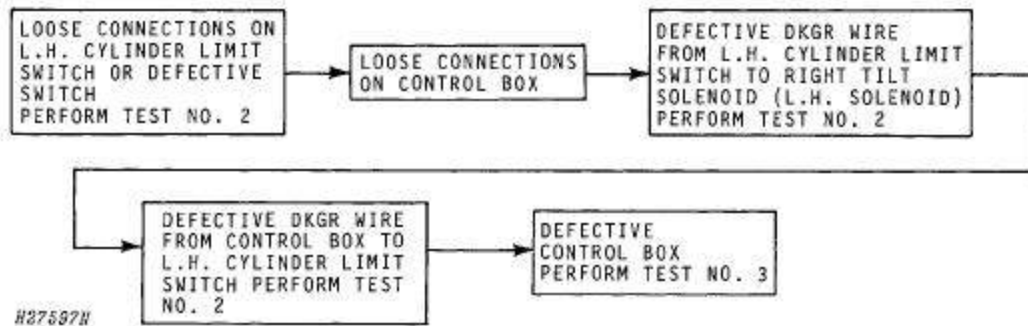 LOOSE CONNECTIONS ON
L.H. CYLINDER LIMIT
SWITCH OR DEFECTIVE
SWITCH
PERFORM TEST NO. 2
LOOSE CONNECTIONS
ON CONTROL BOX
DEFECTIVE DKGR WIRE
FROM L.H. CYLINDER LIMIT
SWITCH TO RIGHT TILT
SOLENOID (L.H. SOLENOID)
PERFORM TEST NO. 2
DEFECTIVE DKGR WIRE
FROM CONTROL BOX TO
L.H. CYLINDER LIMIT
SWITCH PERFORM TEST
NO. 2
DEFECTIVE
CONTROL BOX
PERFORM TEST NO. 3
H27597N